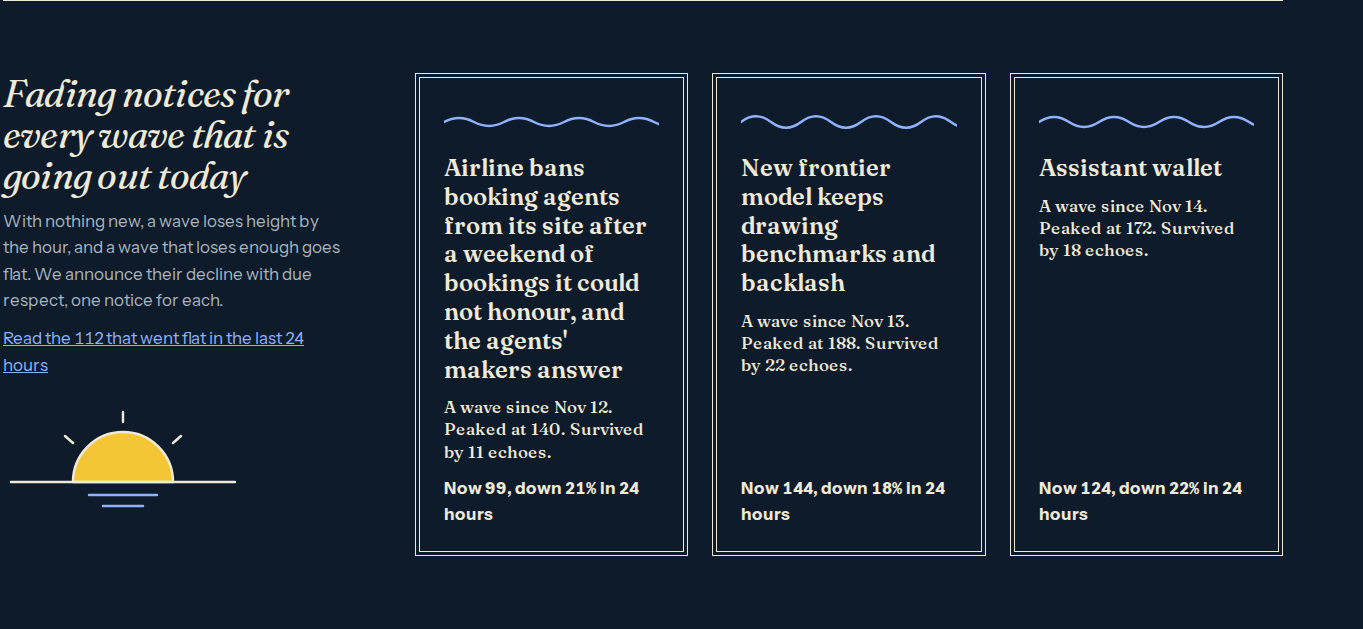 Fading notices for
every wave that is
going out today
With nothing new, a wave loses height by
the hour, and a wave that loses enough goes
flat. We announce their decline with due
respect, one notice for each.
Read the 112 that went flat in the last 24
hours
Airline bans
booking agents
from its site after
a weekend of
bookings it could
not honour, and
the agents'
makers answer
A wave since Nov 12.
Peaked at 140. Survived
by 11 echoes.
Now 99, down 21% in 24
hours
New frontier
model keeps
drawing
benchmarks and
backlash
A wave since Nov 13.
Peaked at 188. Survived
by 22 echoes.
Now 144, down 18% in 24
hours
Assistant wallet
A wave since Nov 14.
Peaked at 172. Survived
by 18 echoes.
Now 124, down 22% in 24
hours